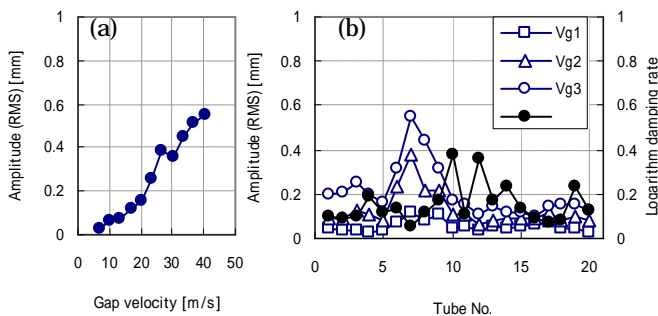 (a)
Amplitude (RMS) [mm]
1
0.8
0.6
0.4
0.2
0
0 10 20 30 40 50
Gap velocity [m/s]
(b)
Amplitude (RMS) [mm]
1
0.8
0.6
0.4
0.2
0
0 5 10 15 20
Tube No.
Vg1
Vg2
Vg3
1
0.8
0.6
0.4
0.2
0
Logarithm damping rate